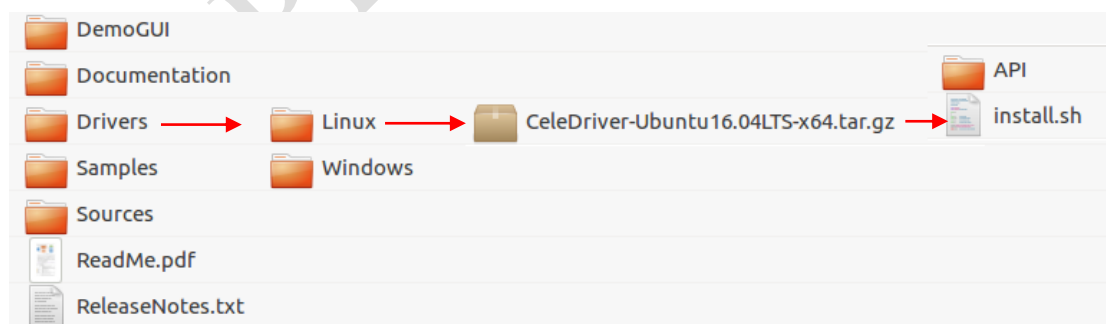 DemoGUI
Documentation
API
Drivers Linux CeleDriver-Ubuntu16.04LTS-x64.tar.gz install.sh
Samples Windows
Sources
ReadMe.pdf
ReleaseNotes.txt